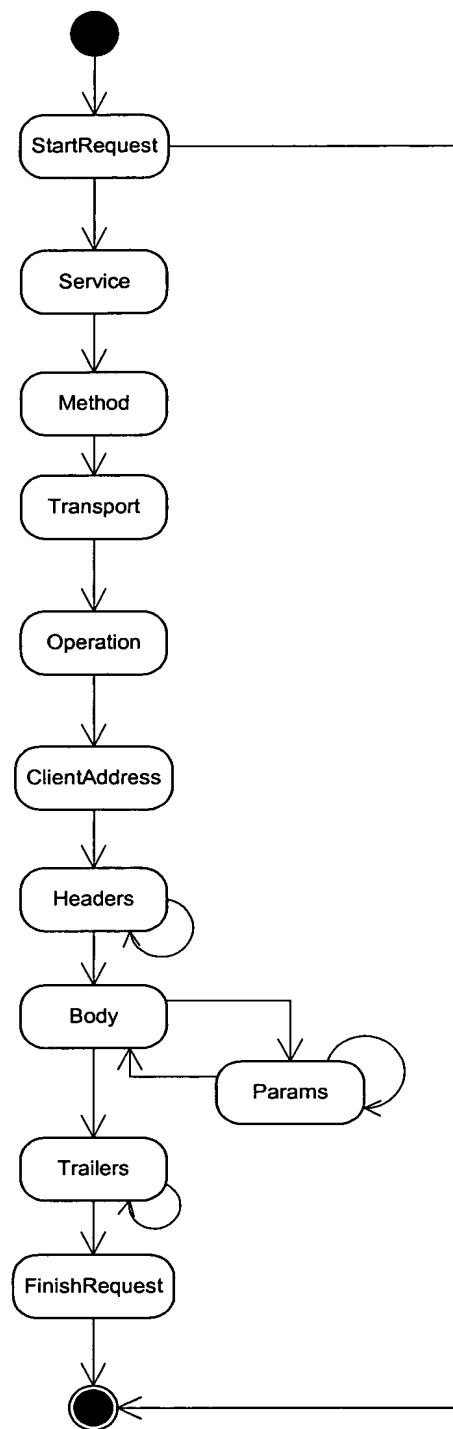 StartRequest
Service
Method
Transport
Operation
ClientAddress
Headers
Body
Params
Trailers
FinishRequest